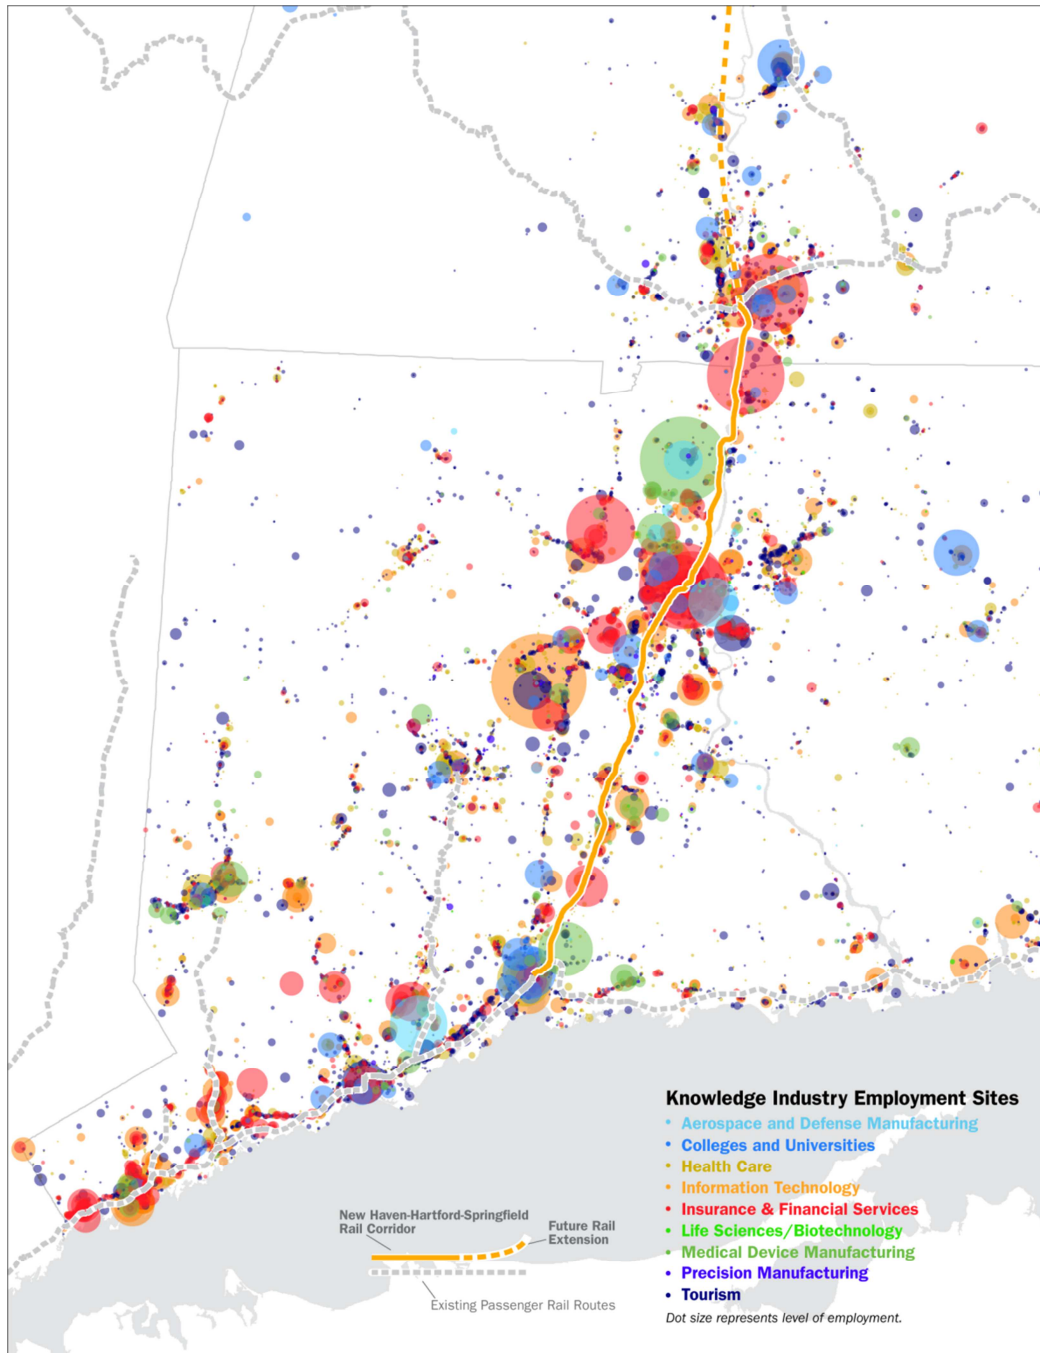 Knowledge Industry Employment Sites
• Aerospace and Defense Manufacturing
• Colleges and Universities
• Health Care
• Information Technology
• Insurance & Financial Services
• Life Sciences/Biotechnology
• Medical Device Manufacturing
• Precision Manufacturing
• Tourism
Dot size represents level of employment.
New Haven-Hartford-Springfield
Rail Corridor
Future Rail
Extension
Existing Passenger Rail Routes